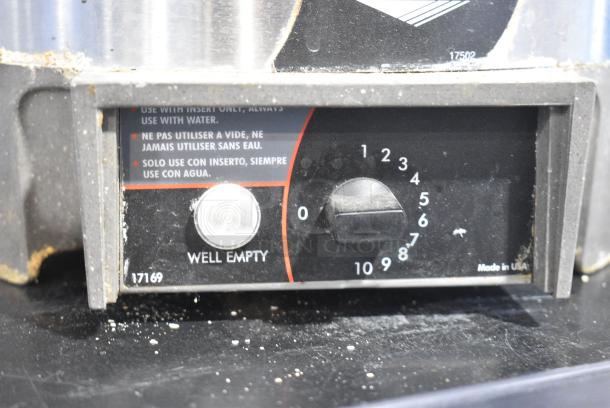 17502
USE WITH INSERT ONLY, ALWAYS
USE WITH WATER.
• NE PAS UTILISER A VIDE, NE
JAMAIS UTILISER SANS EAU.
• SOLO USE CON INSERTO, SIEMPRE
USE CON AGUA.
0 1 2 3 4 5 6 7 8 9 10
WELL EMPTY
17169
Made in USA